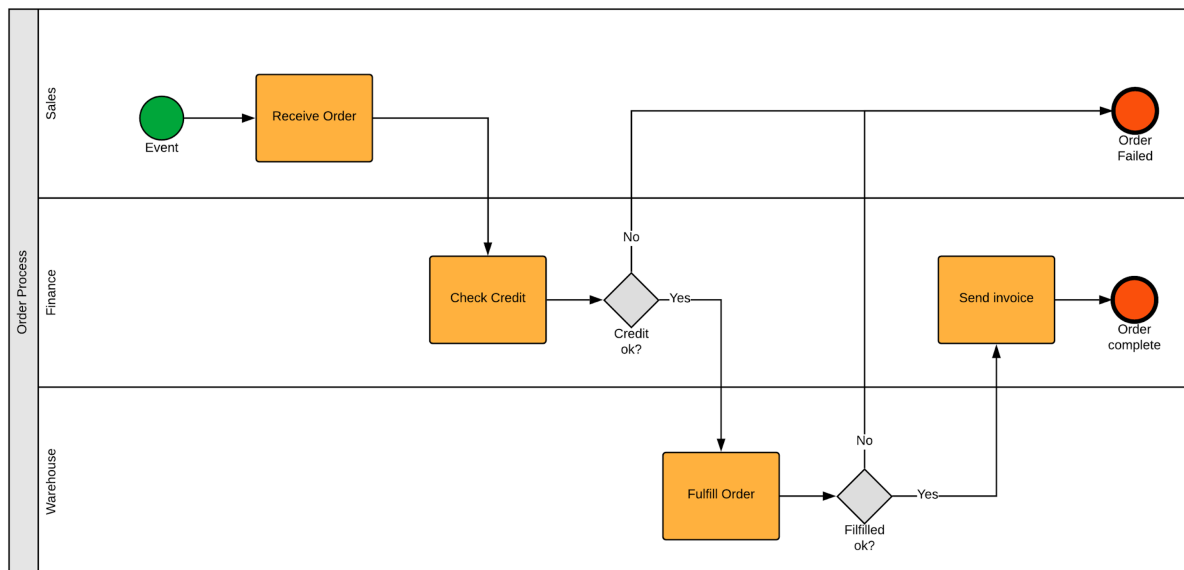 Order Process
Sales
Event
Receive Order
Order
Failed
Finance
Check Credit
No
Credit
ok?
Yes
Send invoice
Order
complete
Warehouse
Fulfill Order
No
Filfilled
ok?
Yes